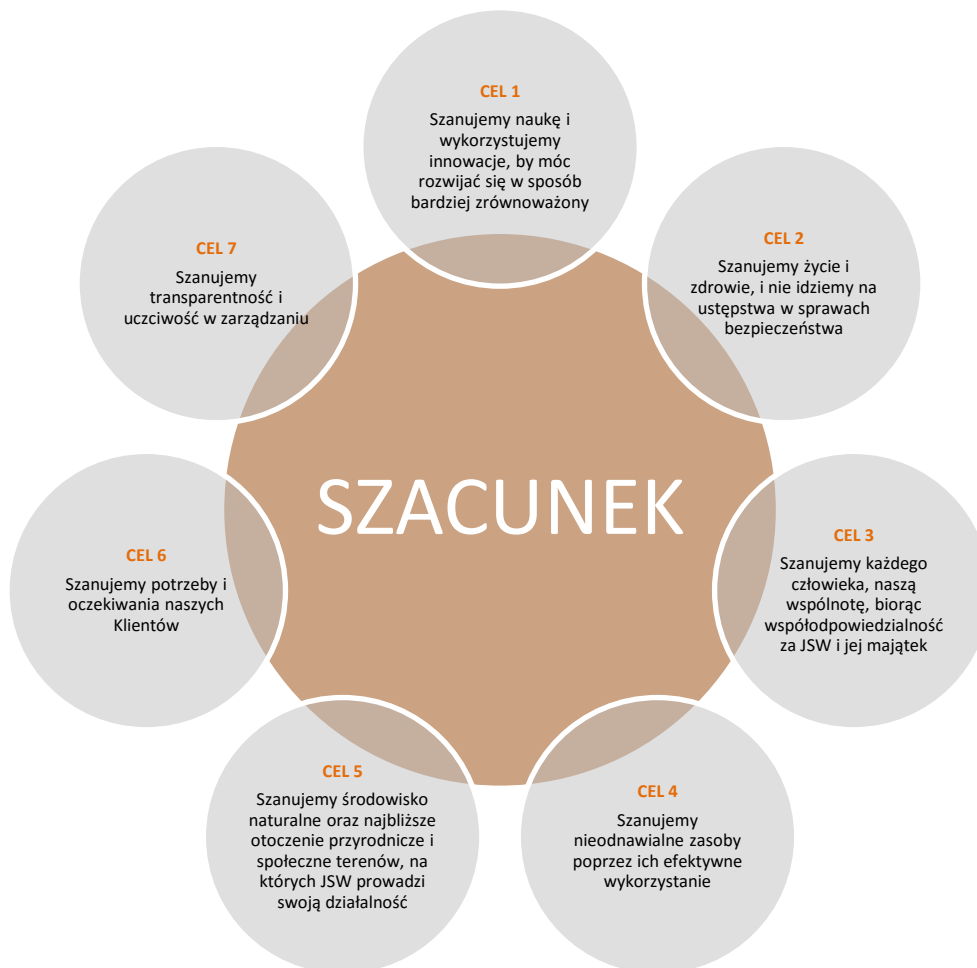 CEL 1
Szanujemy naukę i
wykorzystujemy
innowacje, by móc
rozwijać się w sposób
bardziej zrównoważony
CEL 2
Szanujemy życie i
zdrowie, i nie idziemy na
ustępstwa w sprawach
bezpieczeństwa
CEL 3
Szanujemy każdego
człowieka, naszą
wspólnotę, biorąc
współodpowiedzialność
za JSW i jej majątek
CEL 4
Szanujemy
nieodnawialne zasoby
poprzez ich efektywne
wykorzystanie
CEL 5
Szanujemy środowisko
naturalne oraz najbliższe
otoczenie przyrodnicze i
społeczne terenów, na
których JSW prowadzi
swoją działalność
CEL 6
Szanujemy potrzeby i
oczekiwania naszych
Klientów
CEL 7
Szanujemy
transparentność i
uczciwość w zarządzaniu
SZACUNEK